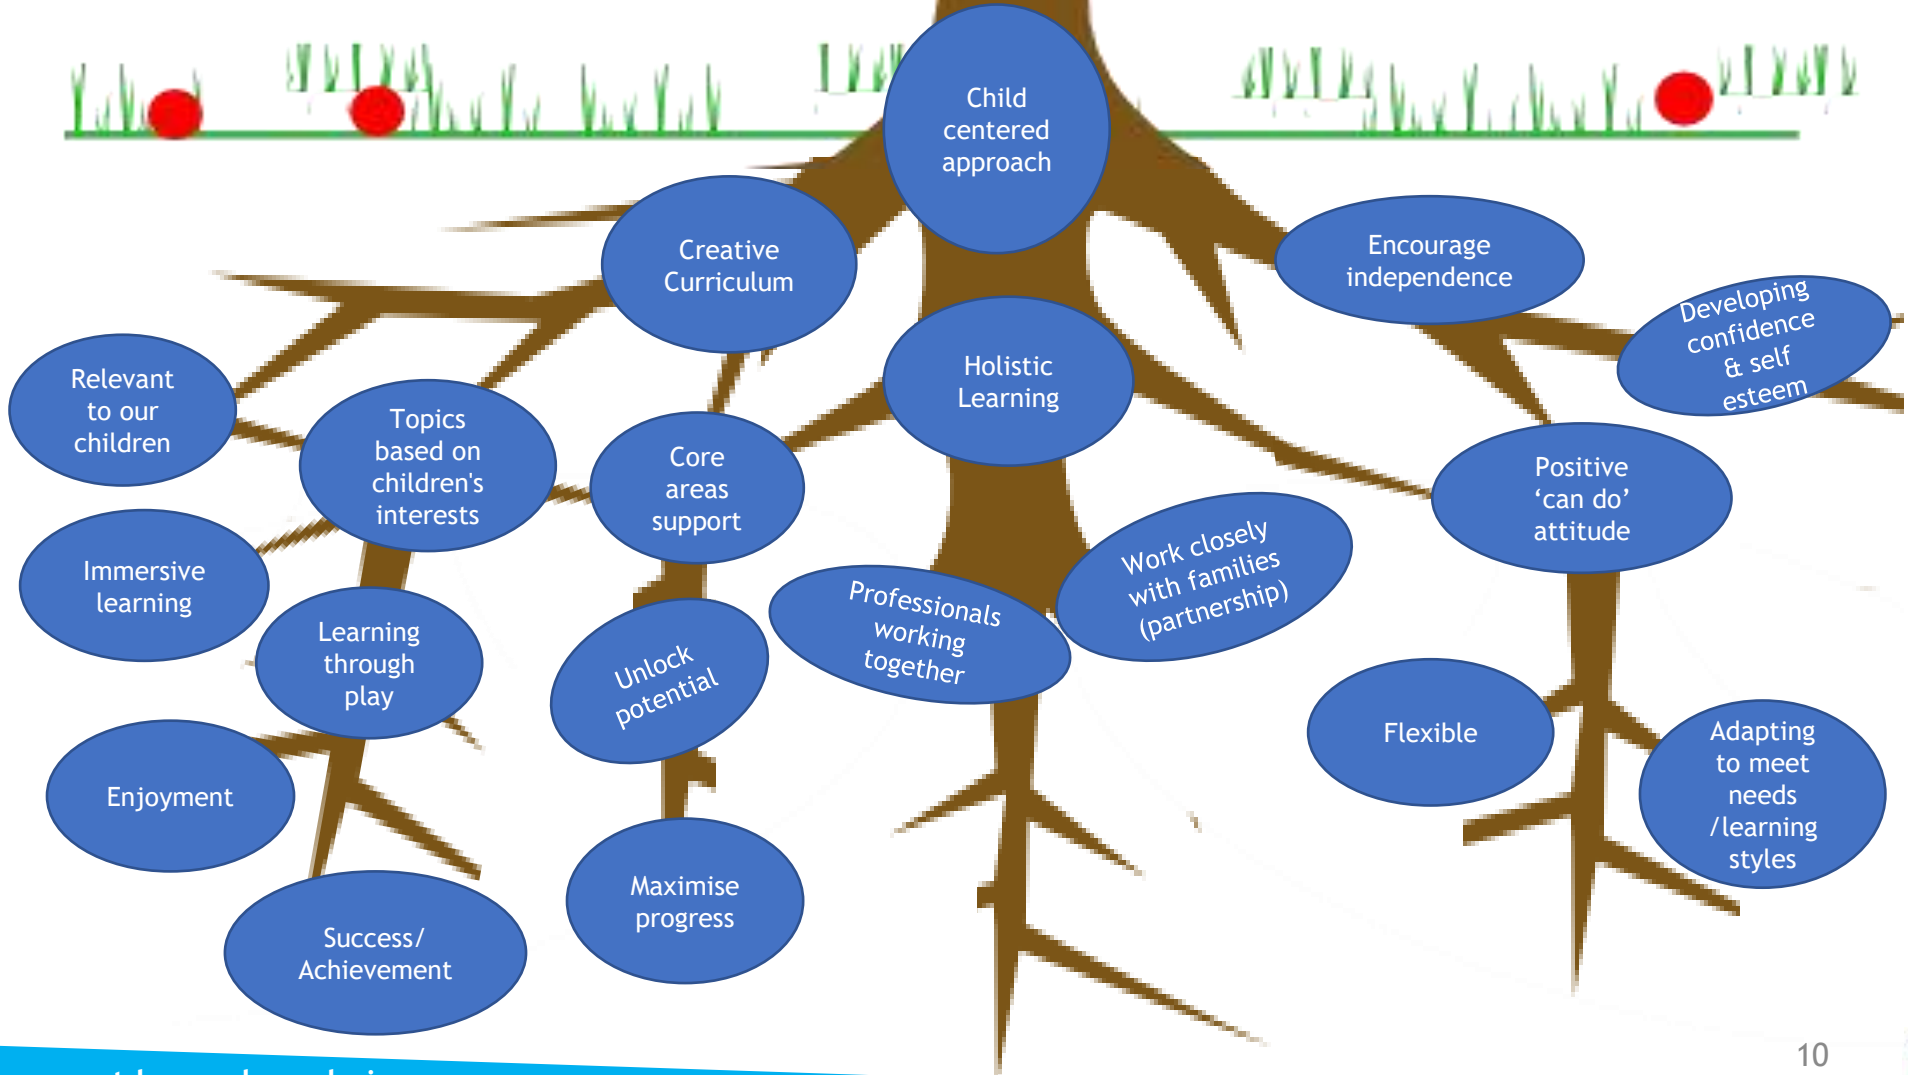 Child
centered
approach
Creative
Curriculum
Encourage
independence
Developing
confidence
& self
esteem
Holistic
Learning
Relevant
to our
children
Topics
based on
children's
interests
Core
areas
support
Positive
‘can do’
attitude
Immersive
learning
Work closely
with families
(partnership)
Professionals
working
together
Learning
through
play
Unlock
potential
Flexible
Adapting
to meet
needs
/learning
styles
Enjoyment
Maximise
progress
Success/
Achievement
10